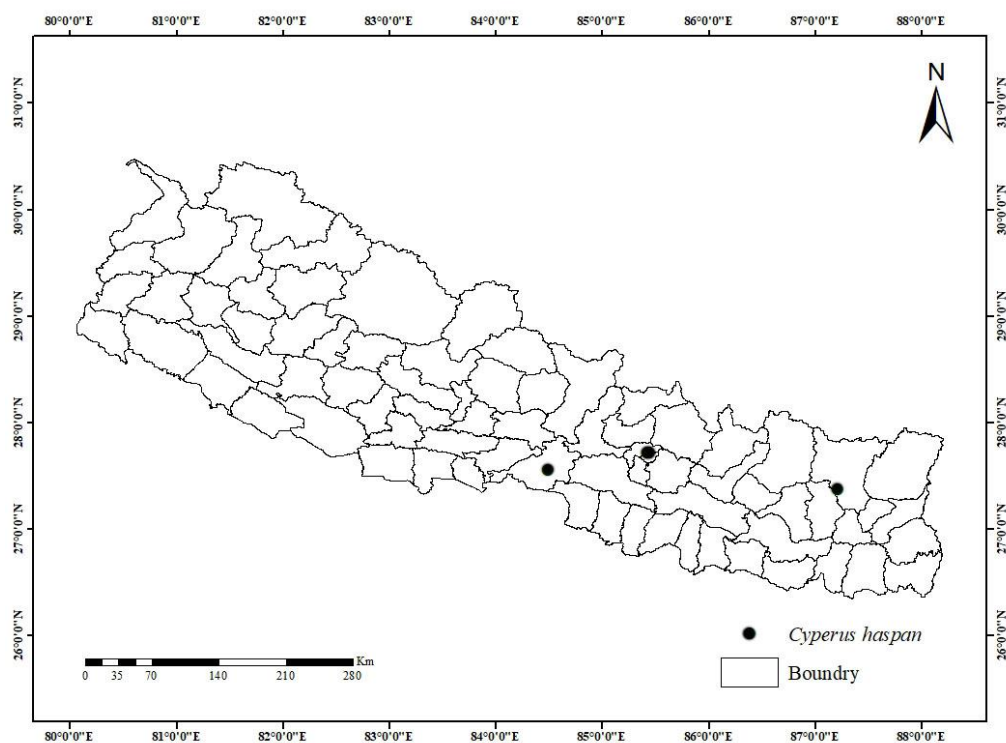 80°0'0"E 81°0'0"E 82°0'0"E 83°0'0"E 84°0'0"E 85°0'0"E 86°0'0"E 87°0'0"E 88°0'0"E
N
31°0'0"N 31°0'0"N
30°0'0"N 30°0'0"N
29°0'0"N 29°0'0"N
28°0'0"N 28°0'0"N
27°0'0"N 27°0'0"N
26°0'0"N 26°0'0"N
Cyperus haspan
Boundry
Km
0 35 70 140 210 280
80°0'0"E 81°0'0"E 82°0'0"E 83°0'0"E 84°0'0"E 85°0'0"E 86°0'0"E 87°0'0"E 88°0'0"E